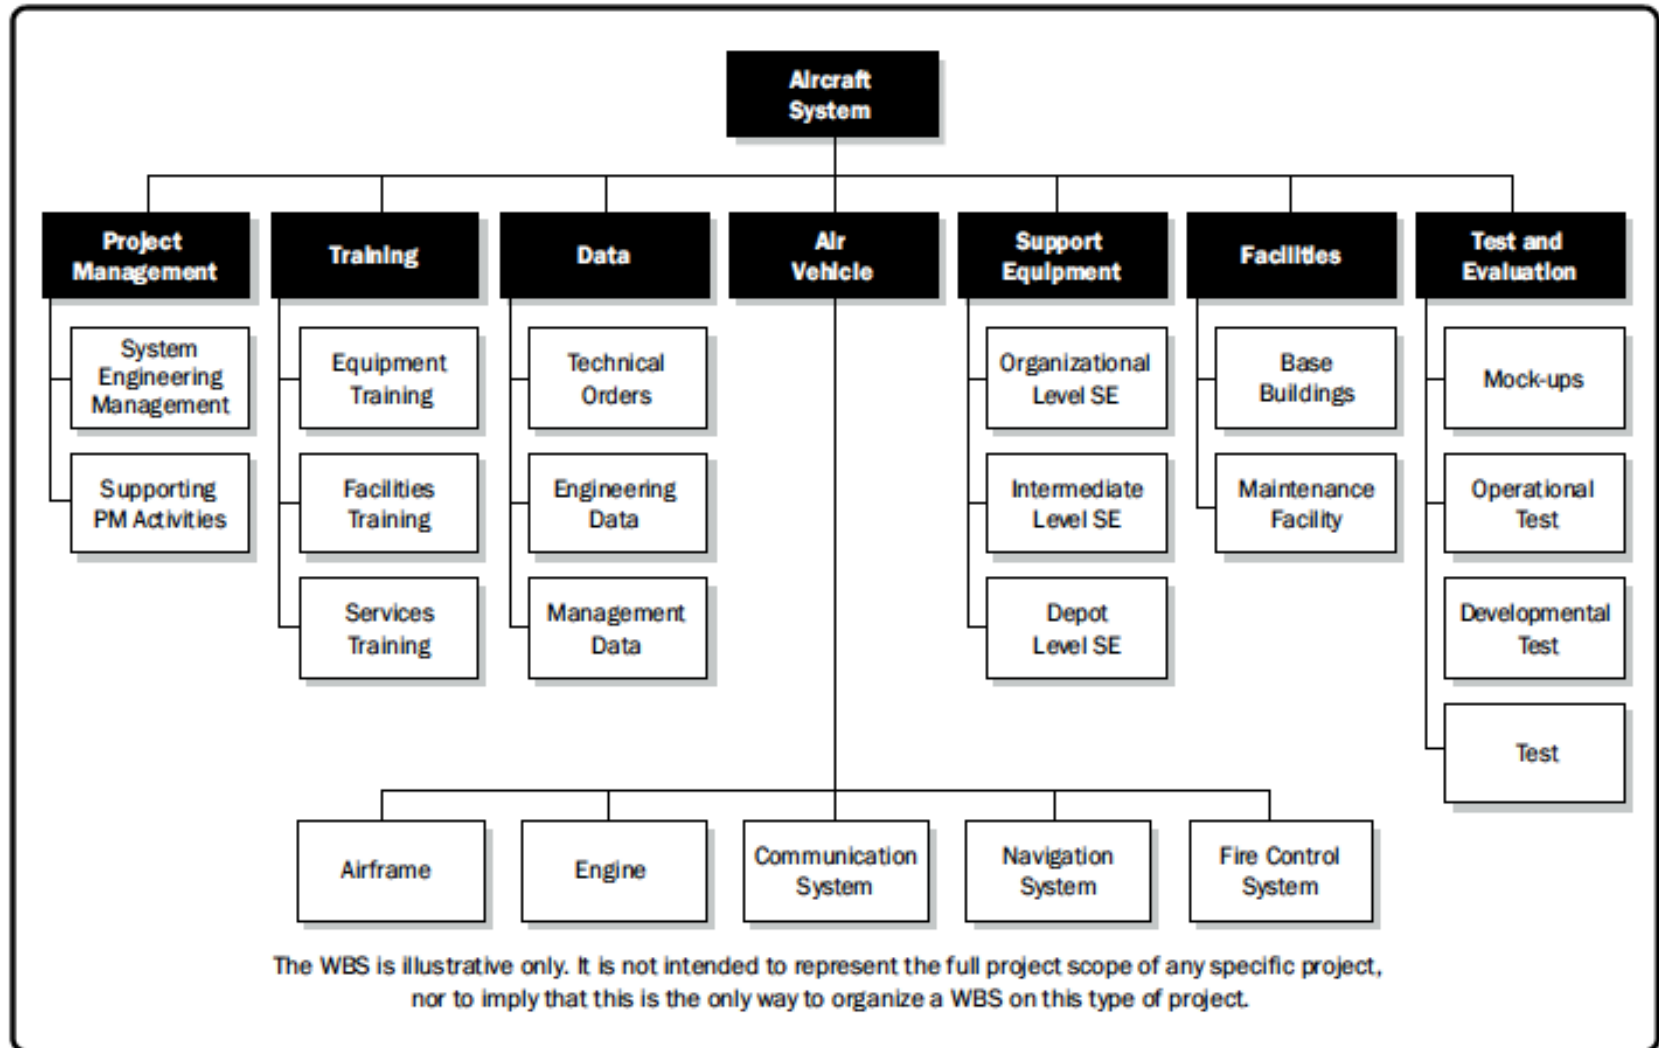 Aircraft
System
Project
Management
Training
Data
Air
Vehicle
Support
Equipment
Facilities
Test and
Evaluation
System
Engineering
Management
Supporting
PM Activities
Equipment
Training
Facilities
Training
Services
Training
Technical
Orders
Engineering
Data
Management
Data
Organizational
Level SE
Intermediate
Level SE
Depot
Level SE
Base
Buildings
Maintenance
Facility
Mock-ups
Operational
Test
Developmental
Test
Test
Airframe
Engine
Communication
System
Navigation
System
Fire Control
System
The WBS is illustrative only. It is not intended to represent the full project scope of any specific project,
nor to imply that this is the only way to organize a WBS on this type of project.